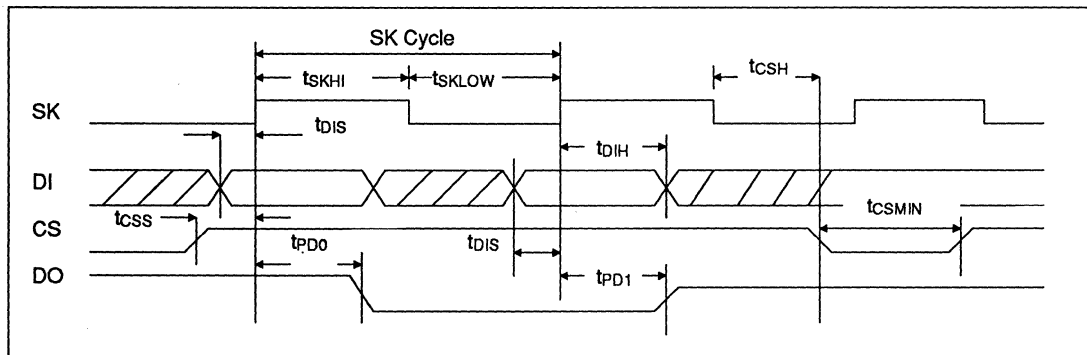 SK Cycle
tSKHI tSKLOW tCSH
SK
tDIS
tDIH
DI
tCSS tCSMIN
CS
tPD0 tDIS
DO tPD1